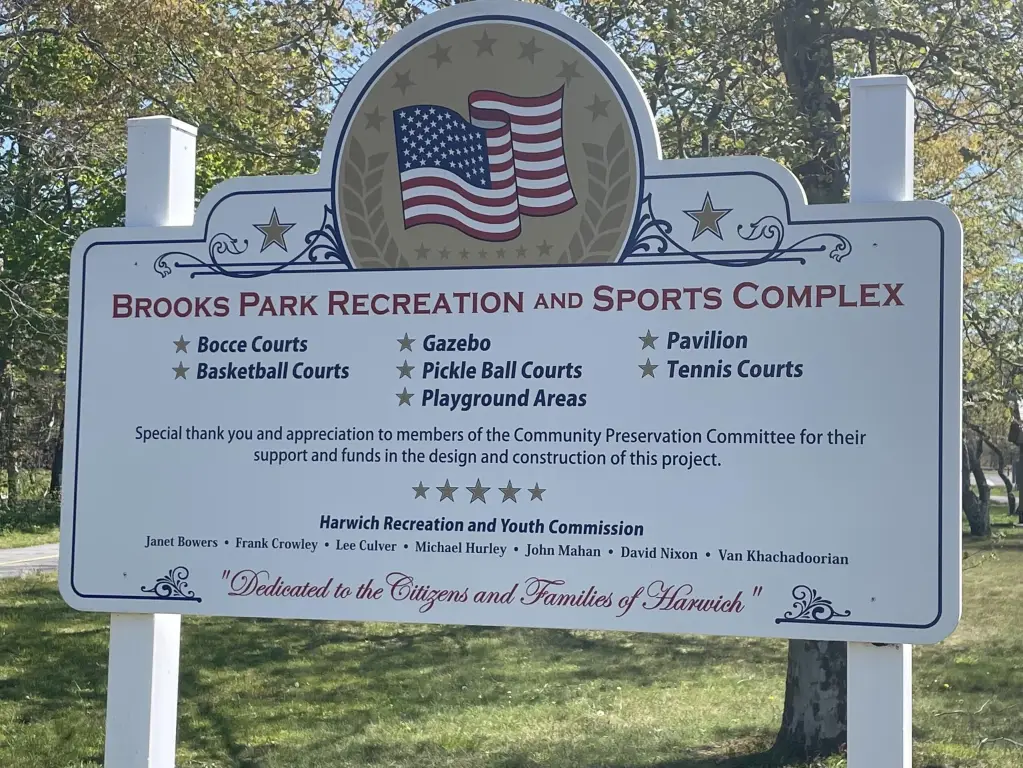 Brooks Park Recreation and Sports Complex
Bocce Courts Gazebo Pavilion
Basketball Courts Pickle Ball Courts Tennis Courts
Playground Areas
Special thank you and appreciation to members of the Community Preservation Committee for their
support and funds in the design and construction of this project.
Harwich Recreation and Youth Commission
Janet Bowers • Frank Crowley • Lee Culver • Michael Hurley • John Mahan • David Nixon • Van Khachadoorian
"Dedicated to the Citizens and Families of Harwich"